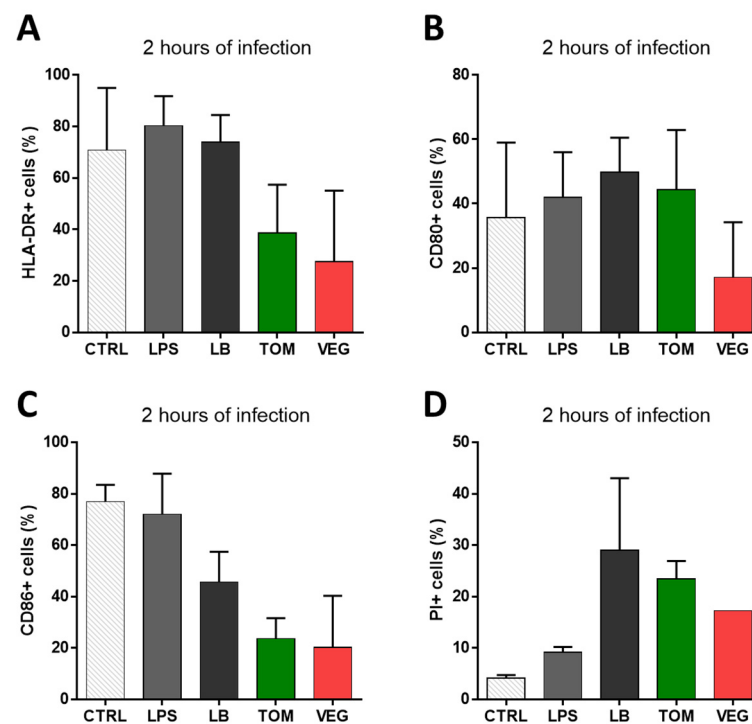 A
2 hours of infection
HLA-DR+ cells (%)
100
80
60
40
20
0
CTRL LPS LB TOM VEG
B
2 hours of infection
CD80+ cells (%)
80
60
40
20
0
CTRL LPS LB TOM VEG
C
2 hours of infection
CD86+ cells (%)
100
80
60
40
20
0
CTRL LPS LB TOM VEG
D
2 hours of infection
PI+ cells (%)
50
40
30
20
10
0
CTRL LPS LB TOM VEG